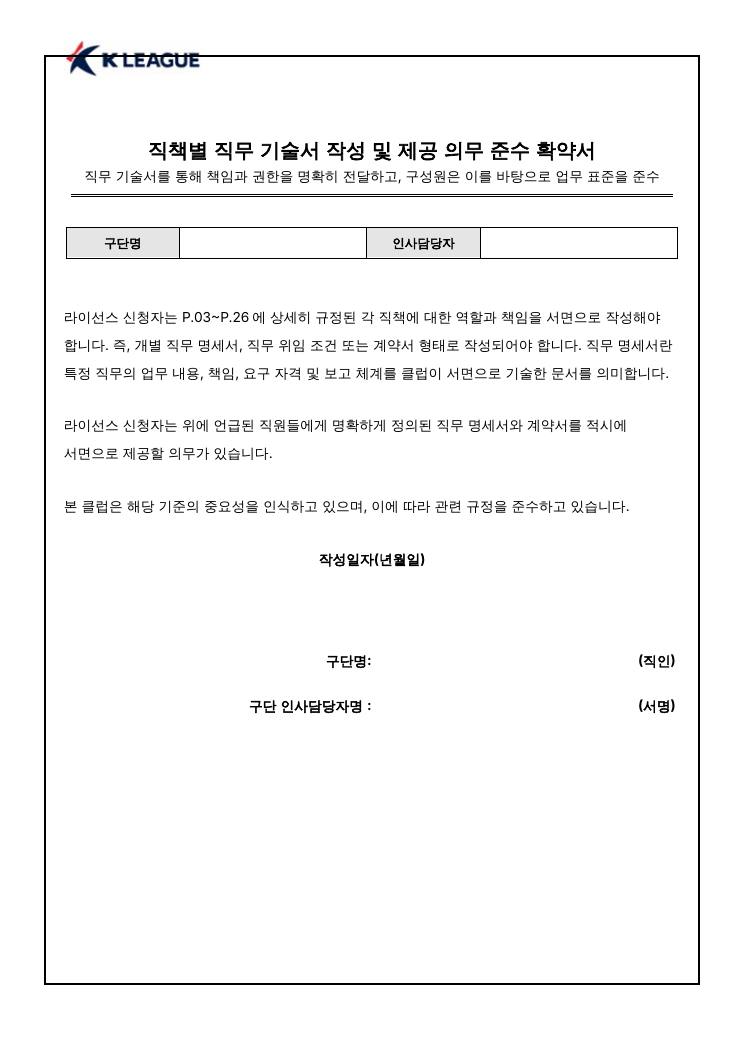 K LEAGUE
직책별 직무 기술서 작성 및 제공 의무 준수 확약서
직무 기술서를 통해 책임과 권한을 명확히 전달하고, 구성원은 이를 바탕으로 업무 표준을 준수
구단명 인사담당자
라이선스 신청자는 P.03~P.26 에 상세히 규정된 각 직책에 대한 역할과 책임을 서면으로 작성해야
합니다. 즉, 개별 직무 명세서, 직무 위임 조건 또는 계약서 형태로 작성되어야 합니다. 직무 명세서란
특정 직무의 업무 내용, 책임, 요구 자격 및 보고 체계를 클럽이 서면으로 기술한 문서를 의미합니다.
라이선스 신청자는 위에 언급된 직원들에게 명확하게 정의된 직무 명세서와 계약서를 적시에
서면으로 제공할 의무가 있습니다.
본 클럽은 해당 기준의 중요성을 인식하고 있으며, 이에 따라 관련 규정을 준수하고 있습니다.
작성일자(년월일)
구단명: (직인)
구단 인사담당자명 : (서명)